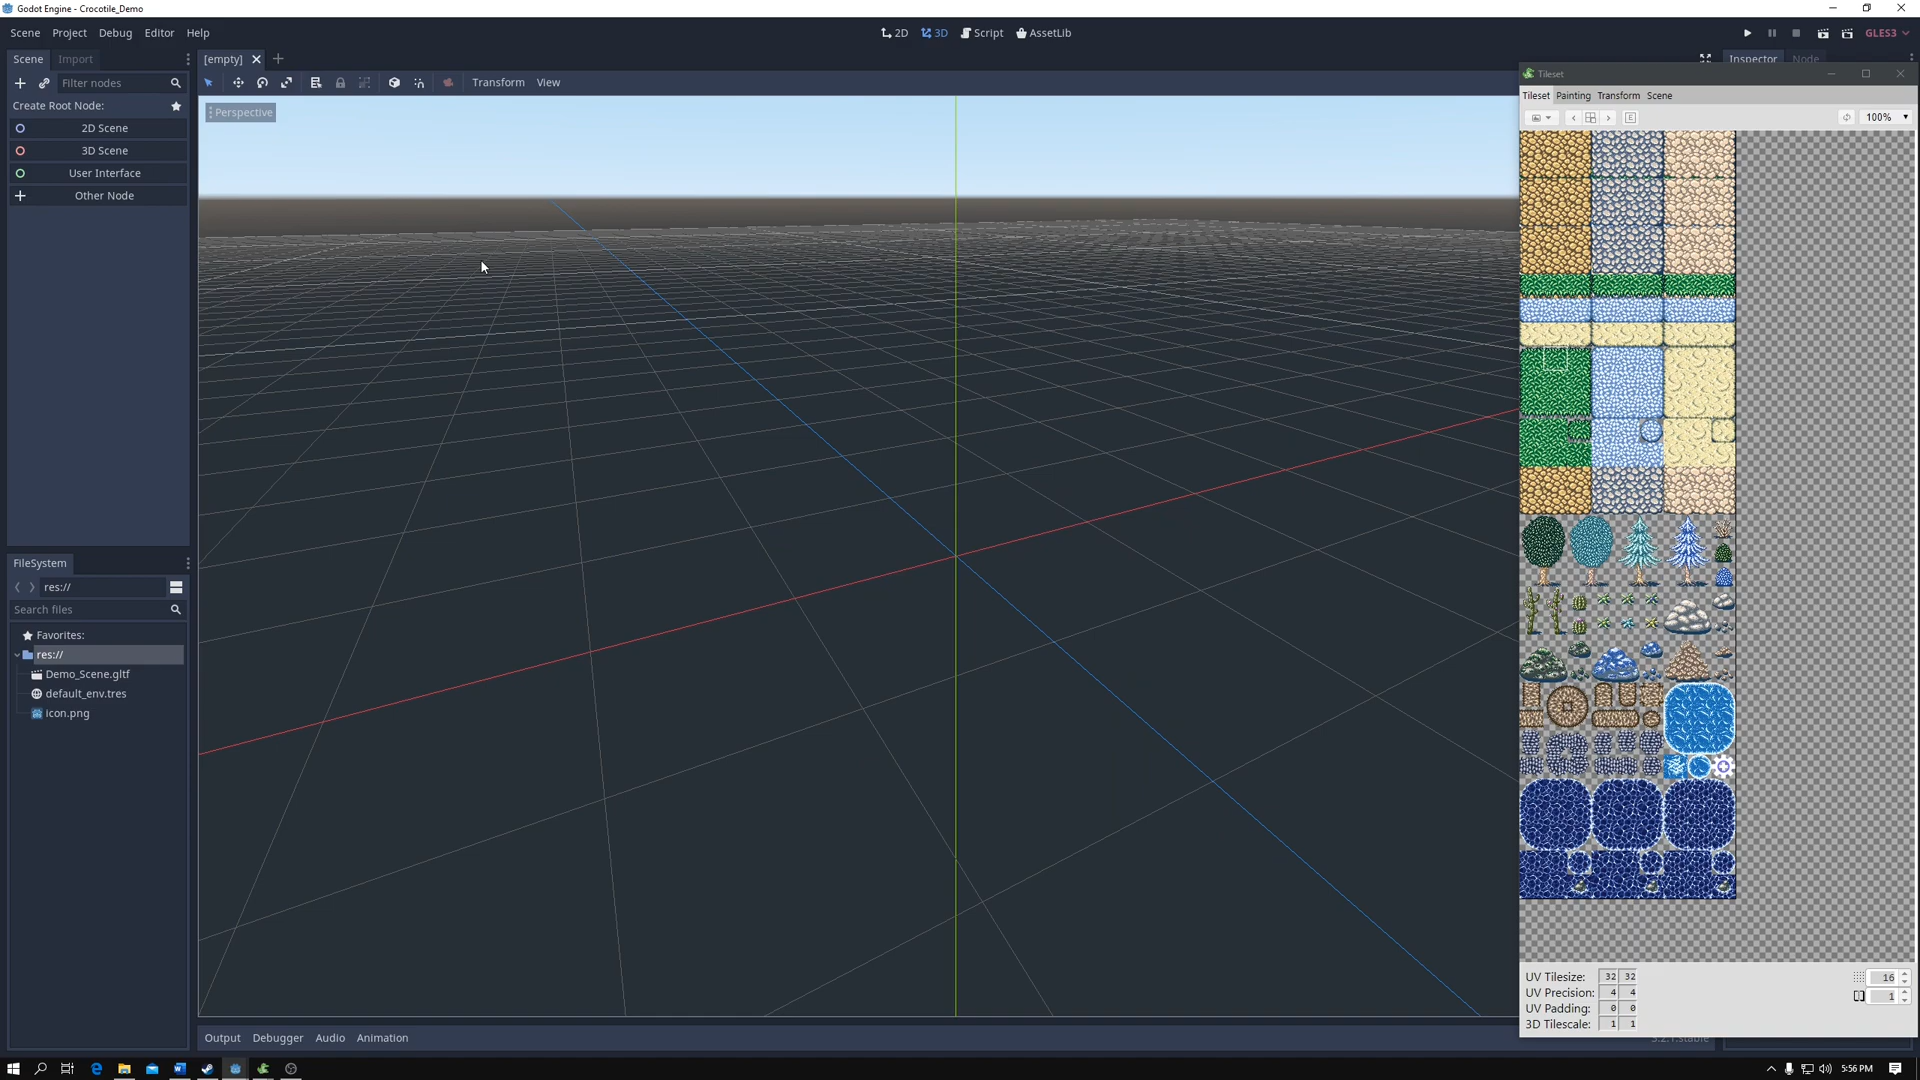 Godot Engine - Crocotile_Demo
Scene Project Debug Editor Help
2D 3D Script AssetLib
GLES3
Scene Import
[empty]
Inspector Node
Filter nodes
Transform View
Create Root Node:
2D Scene
3D Scene
User Interface
Other Node
Perspective
Tileset
Tileset Painting Transform Scene
E
100%
FileSystem
res://
Search files
Favorites:
res://
Demo_Scene.gltf
default_env.tres
icon.png
UV Tilesize: 32 32
16
UV Precision: 4 4
1
UV Padding: 0 0
3D Tilescale: 1 1
Output Debugger Audio Animation
3.2.1.stable
5:56 PM